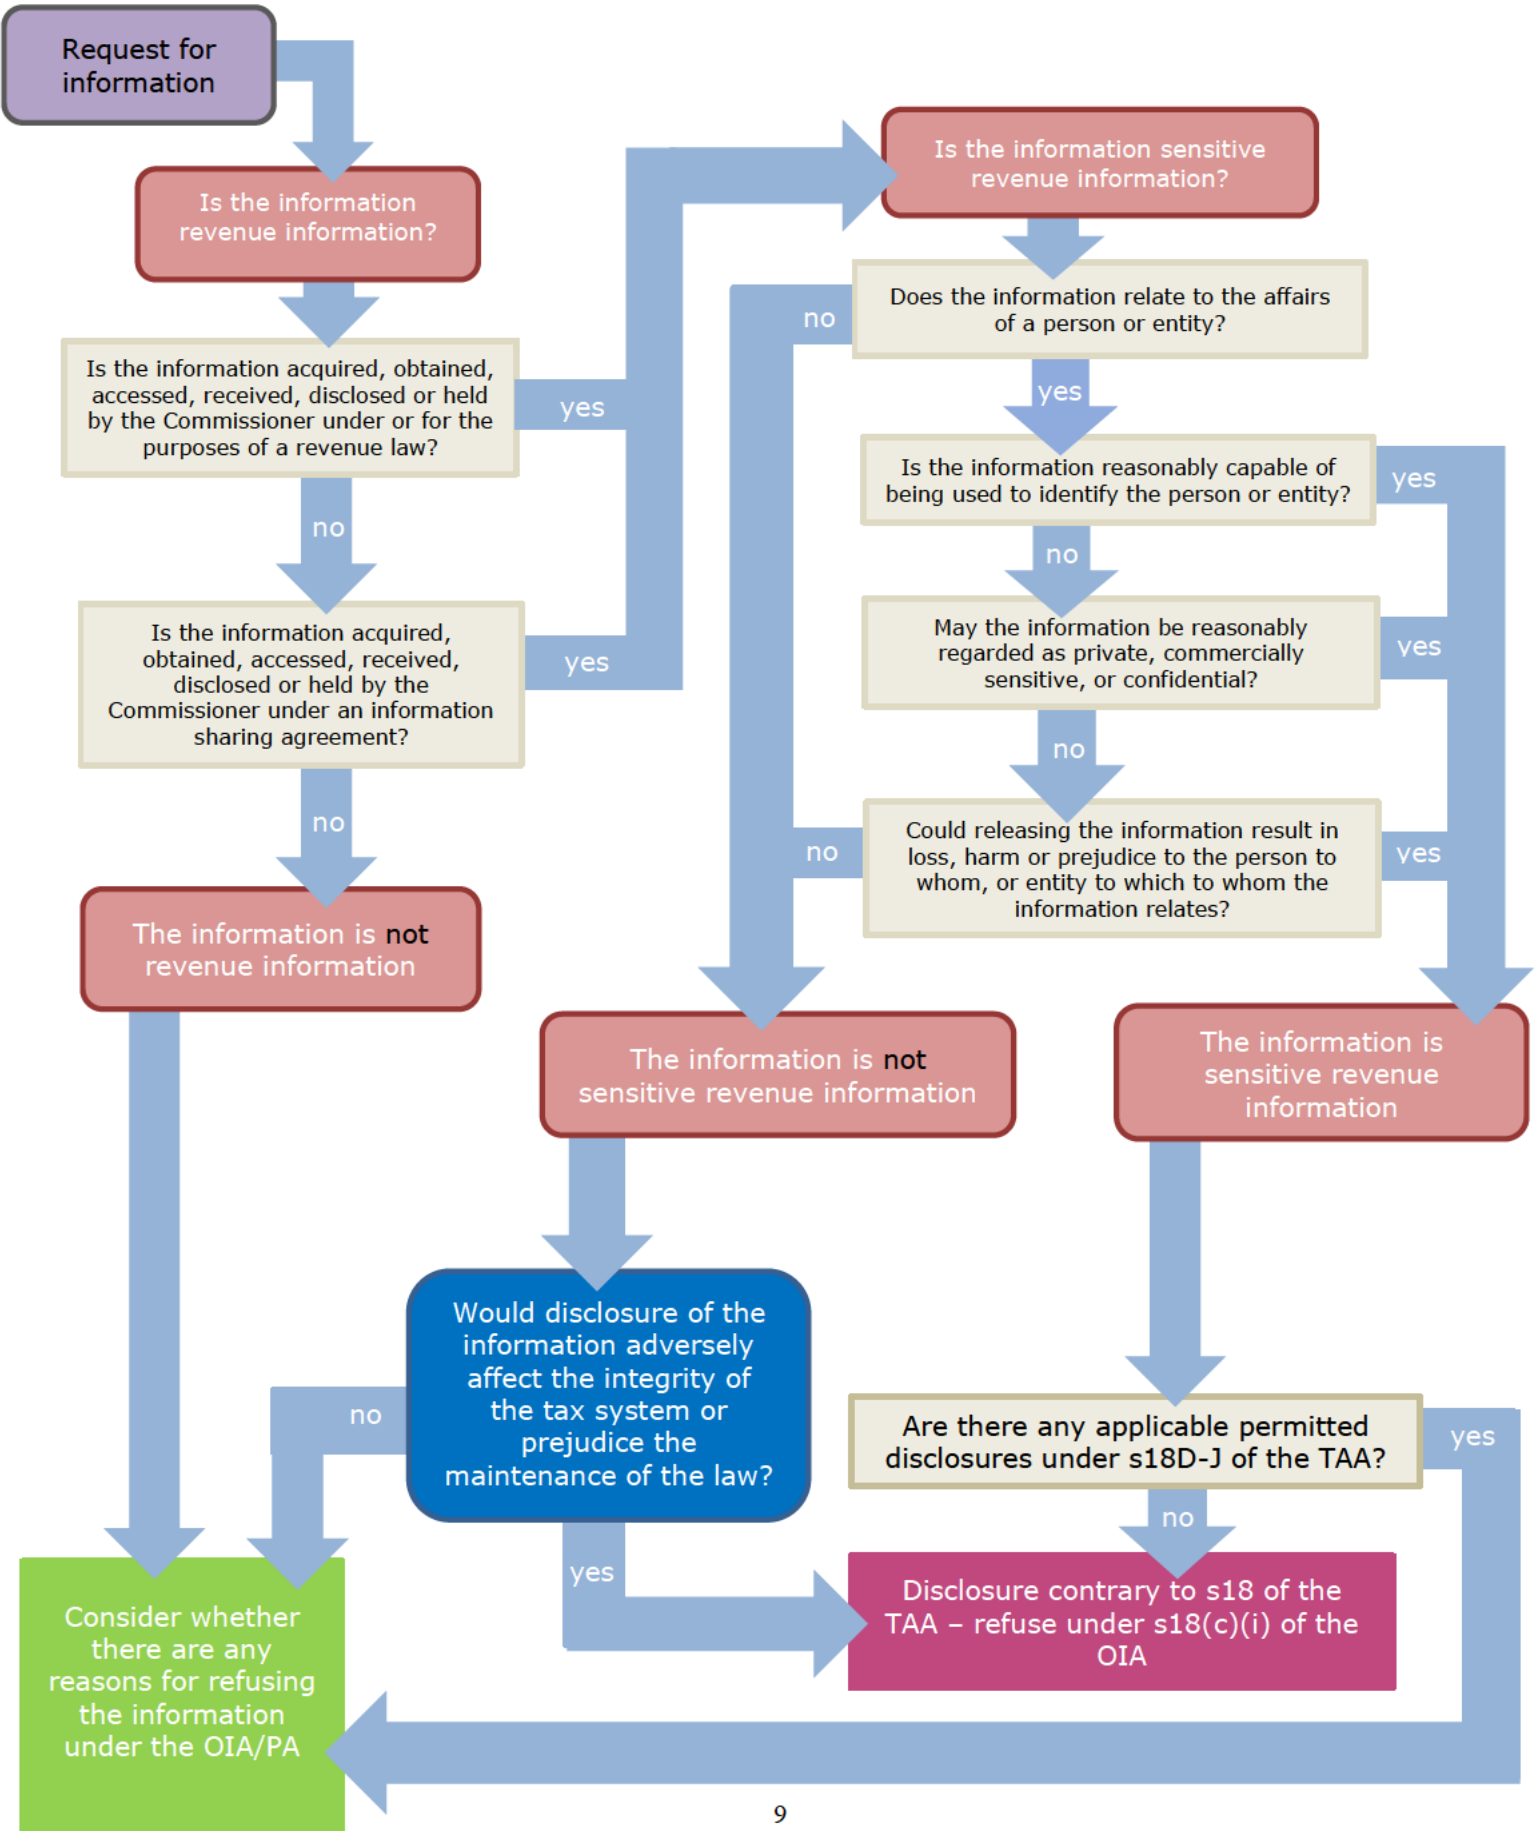 Request for
information
Is the information
revenue information?
Is the information acquired, obtained,
accessed, received, disclosed or held
by the Commissioner under or for the
purposes of a revenue law?
yes
no
Is the information acquired,
obtained, accessed, received,
disclosed or held by the
Commissioner under an information
sharing agreement?
yes
no
The information is not
revenue information
Is the information sensitive
revenue information?
Does the information relate to the affairs
of a person or entity?
no
yes
Is the information reasonably capable of
being used to identify the person or entity?
yes
no
May the information be reasonably
regarded as private, commercially
sensitive, or confidential?
yes
no
Could releasing the information result in
loss, harm or prejudice to the person to
whom, or entity to which to whom the
information relates?
no
yes
The information is not
sensitive revenue information
The information is
sensitive revenue
information
Would disclosure of the
information adversely
affect the integrity of
the tax system or
prejudice the
maintenance of the law?
no
yes
Are there any applicable permitted
disclosures under s18D-J of the TAA?
yes
no
Disclosure contrary to s18 of the
TAA – refuse under s18(c)(i) of the
OIA
Consider whether
there are any
reasons for refusing
the information
under the OIA/PA
9